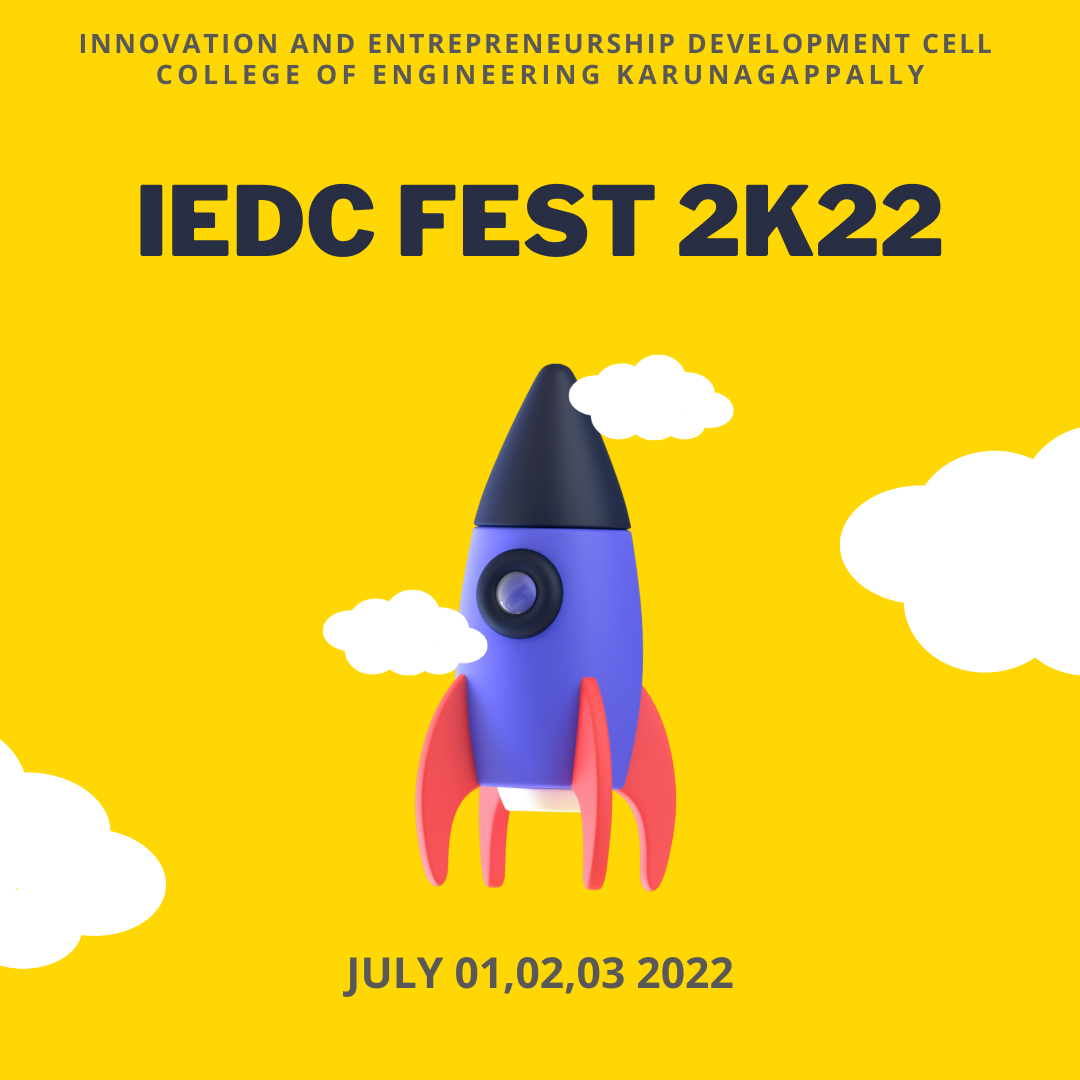 INNOVATION AND ENTREPRENEURSHIP DEVELOPMENT CELL
COLLEGE OF ENGINEERING KARUNAGAPPALLY
IEDC FEST 2K22
JULY 01,02,03 2022